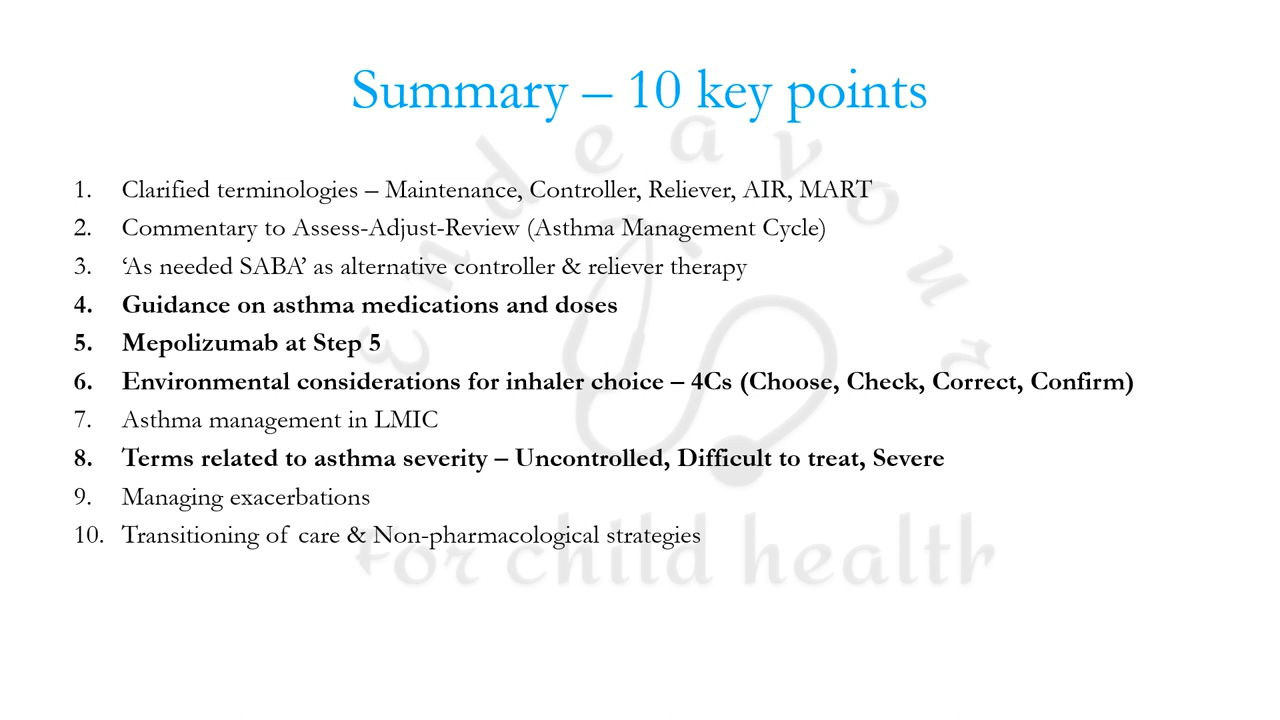 Summary – 10 key points
1. Clarified terminologies – Maintenance, Controller, Reliever, AIR, MART
2. Commentary to Assess-Adjust-Review (Asthma Management Cycle)
3. ‘As needed SABA’ as alternative controller & reliever therapy
4. Guidance on asthma medications and doses
5. Mepolizumab at Step 5
6. Environmental considerations for inhaler choice – 4Cs (Choose, Check, Correct, Confirm)
7. Asthma management in LMIC
8. Terms related to asthma severity – Uncontrolled, Difficult to treat, Severe
9. Managing exacerbations
10. Transitioning of care & Non-pharmacological strategies
Endeavour
For child health